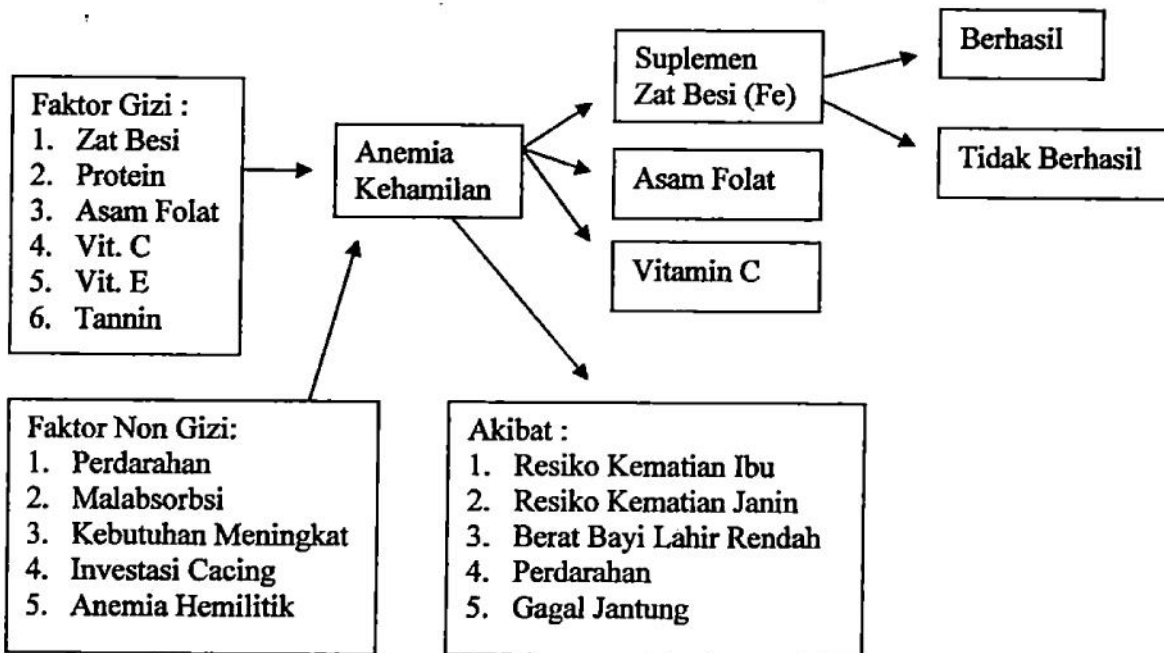 Faktor Gizi :
1. Zat Besi
2. Protein
3. Asam Folat
4. Vit. C
5. Vit. E
6. Tannin
Faktor Non Gizi:
1. Perdarahan
2. Malabsorbsi
3. Kebutuhan Meningkat
4. Investasi Cacing
5. Anemia Hemilitik
Anemia
Kehamilan
Suplemen
Zat Besi (Fe)
Asam Folat
Vitamin C
Berhasil
Tidak Berhasil
Akibat :
1. Resiko Kematian Ibu
2. Resiko Kematian Janin
3. Berat Bayi Lahir Rendah
4. Perdarahan
5. Gagal Jantung